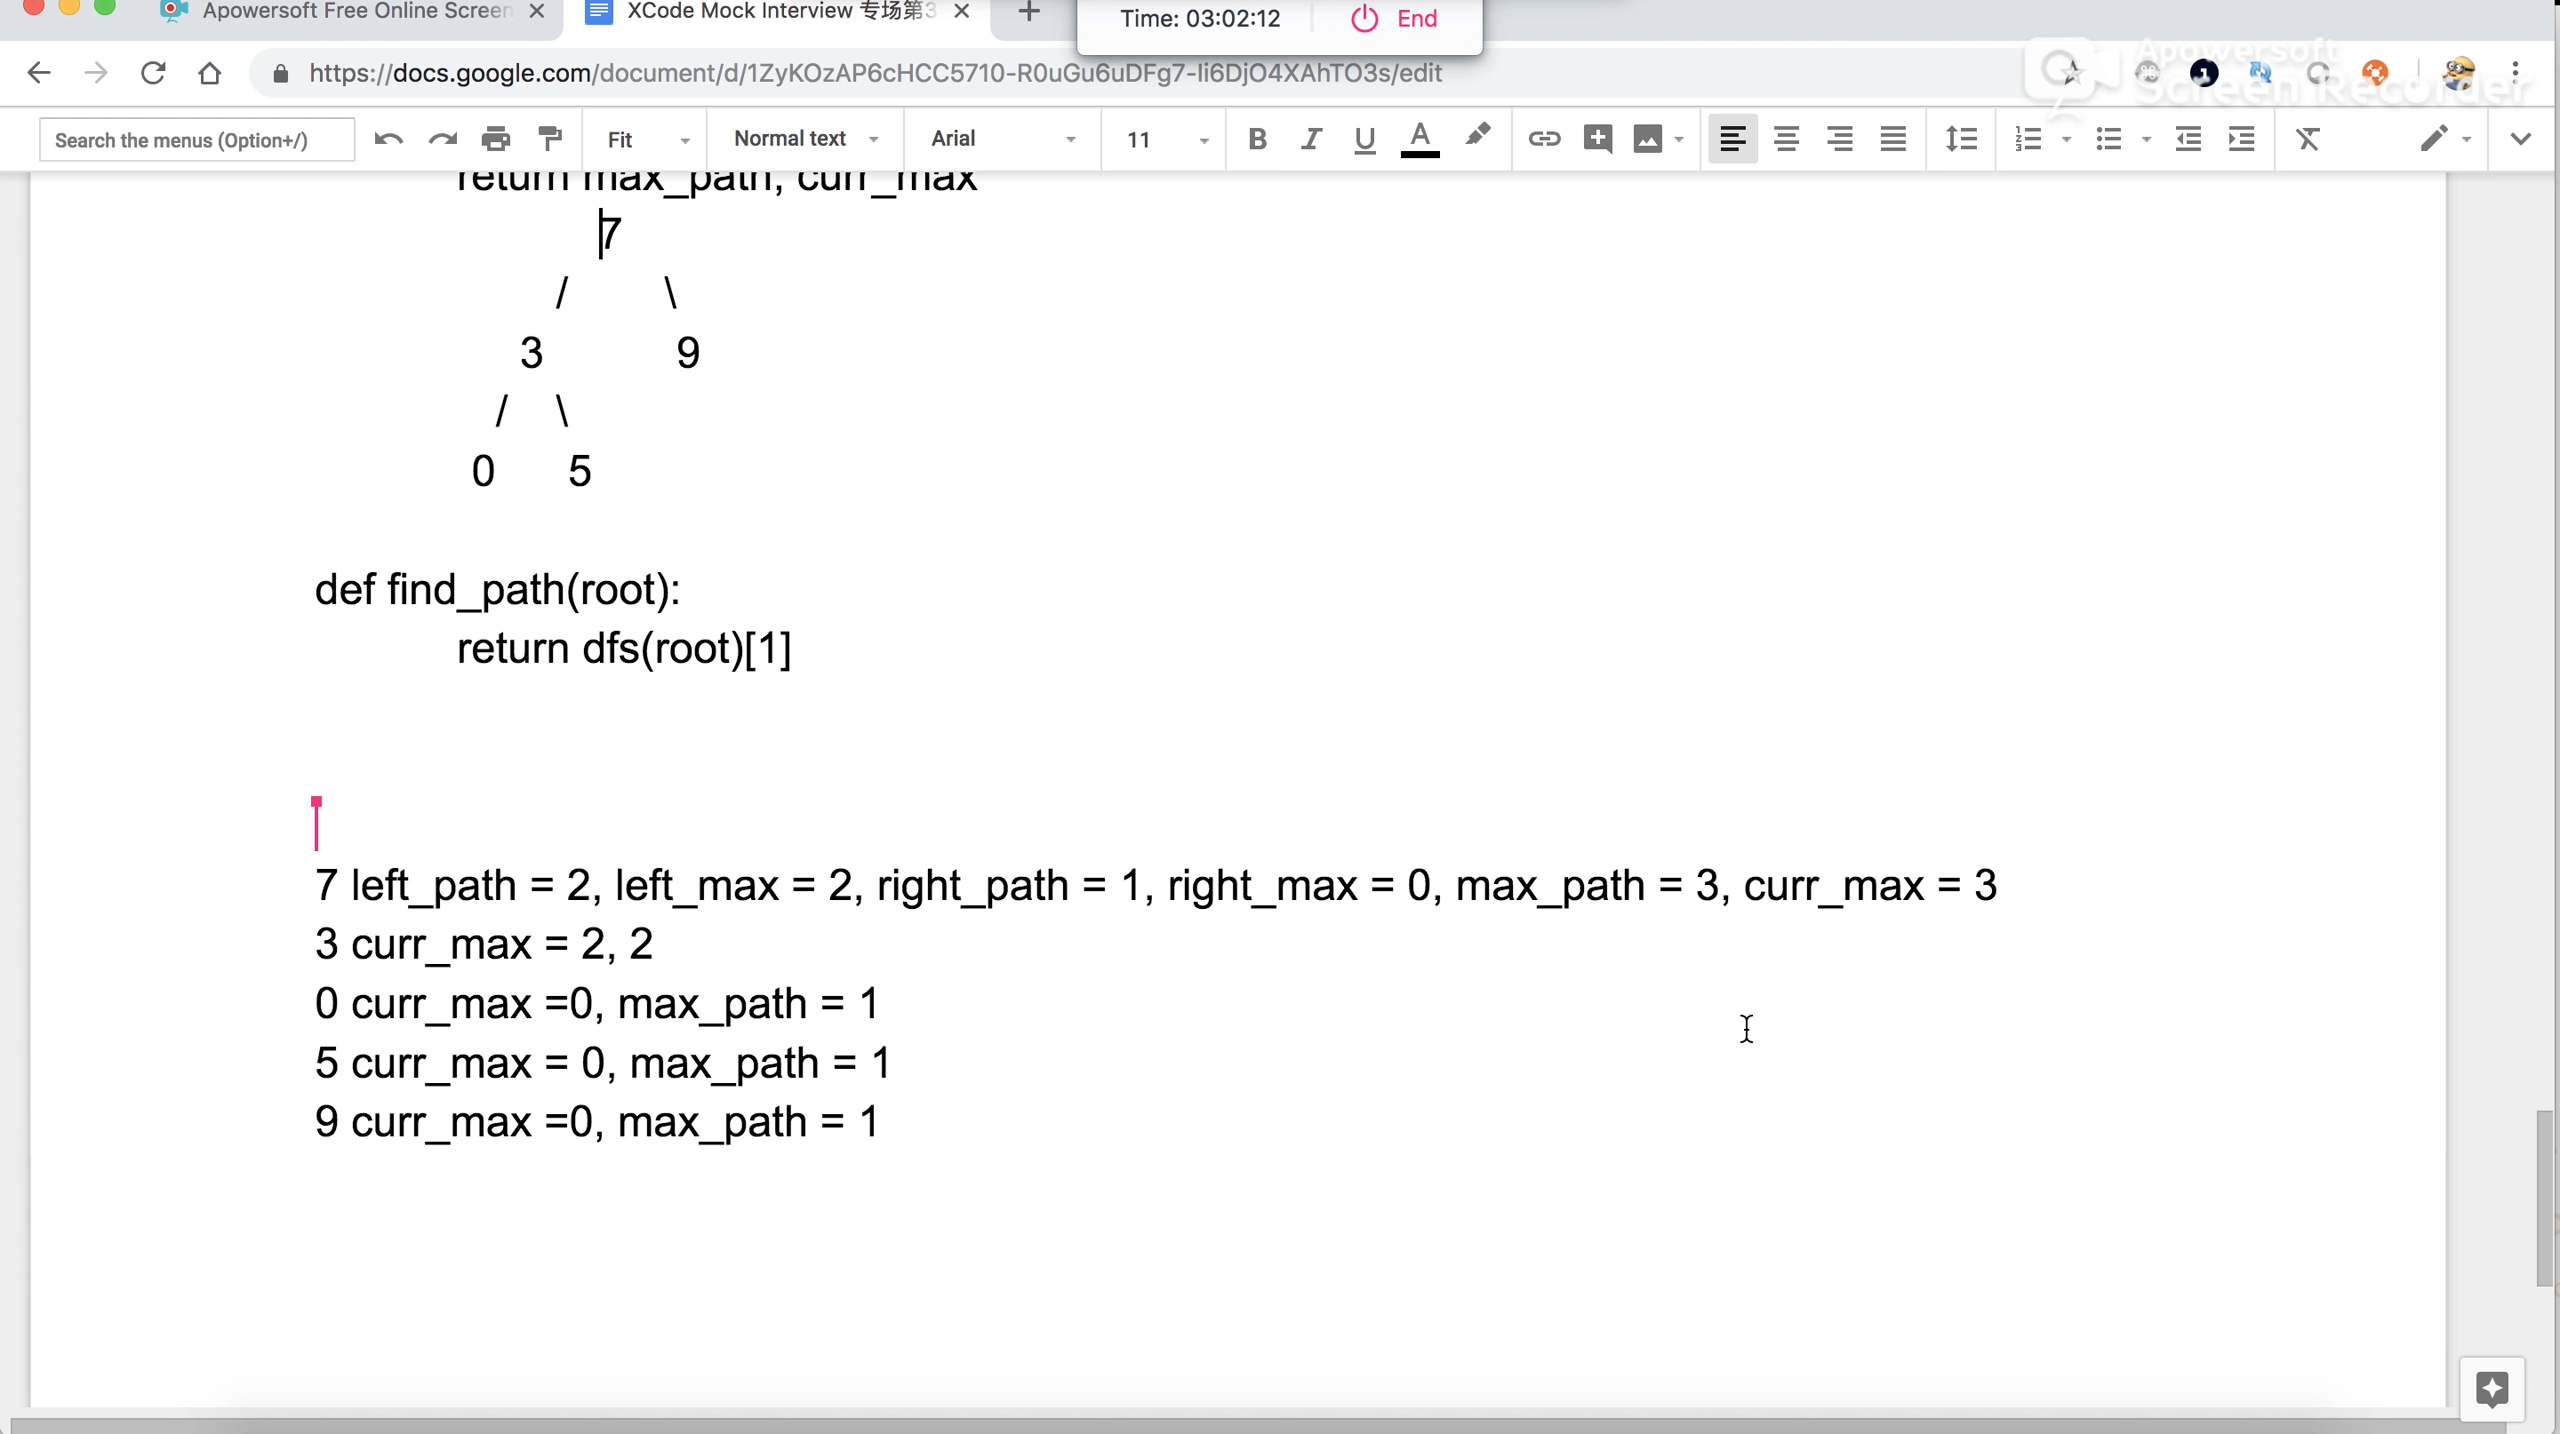 Apowersoft Free Online Screen
XCode Mock Interview 专场第3
Time: 03:02:12
End
https://docs.google.com/document/d/1ZyKOzAP6cHCC5710-R0uGu6uDFg7-Ii6DjO4XAhTO3s/edit
Apowersoft
Screen Recorder
Search the menus (Option+/)
Fit
Normal text
Arial
11
B I U A
return max_path, curr_max
7
/ \
3 9
/ \
0 5
def find_path(root):
return dfs(root)[1]
7 left_path = 2, left_max = 2, right_path = 1, right_max = 0, max_path = 3, curr_max = 3
3 curr_max = 2, 2
0 curr_max =0, max_path = 1
5 curr_max = 0, max_path = 1
9 curr_max =0, max_path = 1